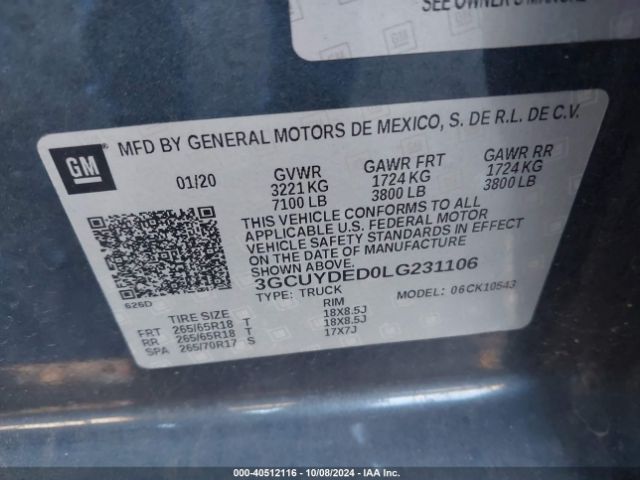 SEE OWNER'S MANUAL
GM
MFD BY GENERAL MOTORS DE MEXICO, S. DE R.L. DE C.V.
01/20
GVWR
3221 KG
7100 LB
GAWR FRT
1724 KG
3800 LB
GAWR RR
1724 KG
3800 LB
THIS VEHICLE CONFORMS TO ALL
APPLICABLE U.S. FEDERAL MOTOR
VEHICLE SAFETY STANDARDS IN EFFECT
ON THE DATE OF MANUFACTURE
SHOWN ABOVE.
3GCUYDED0LG231106
TYPE: TRUCK
MODEL: 06CK10543
626D
TIRE SIZE RIM
FRT 265/65R18 T 18X8.5J
RR 265/65R18 T 18X8.5J
SPA 265/70R17 S 17X7J
000-40512116 - 10/08/2024 - IAA Inc.